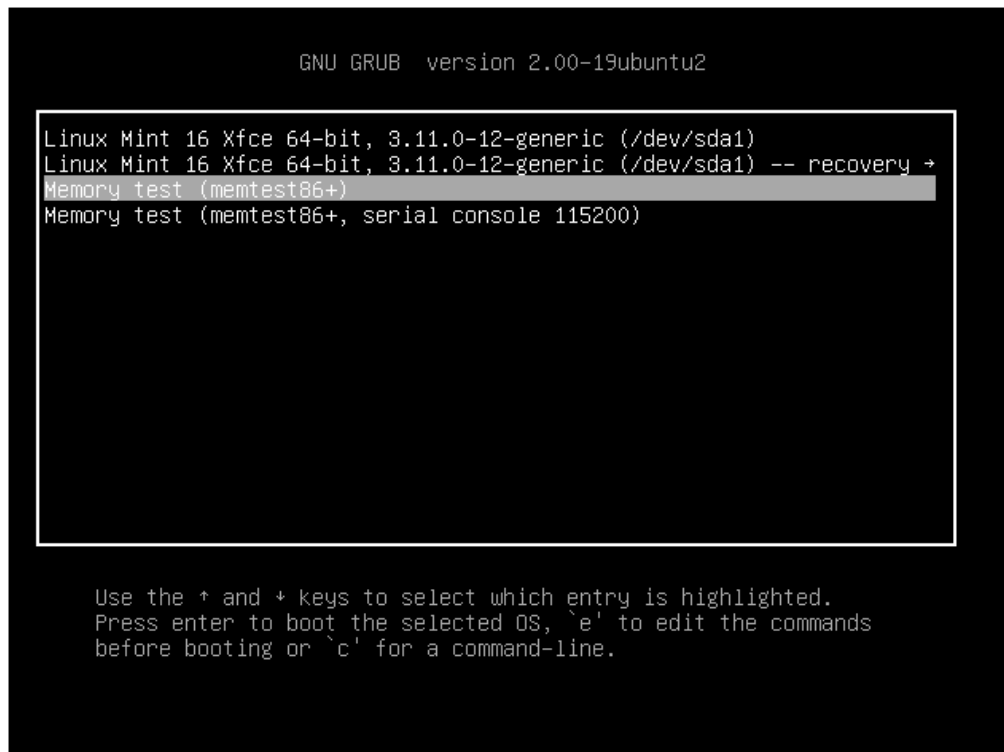 GNU GRUB  version 2.00-19ubuntu2
Linux Mint 16 Xfce 64-bit, 3.11.0-12-generic (/dev/sda1)
Linux Mint 16 Xfce 64-bit, 3.11.0-12-generic (/dev/sda1) -- recovery →
Memory test (memtest86+)
Memory test (memtest86+, serial console 115200)
Use the ↑ and ↓ keys to select which entry is highlighted.
Press enter to boot the selected OS, `e' to edit the commands
before booting or `c' for a command-line.